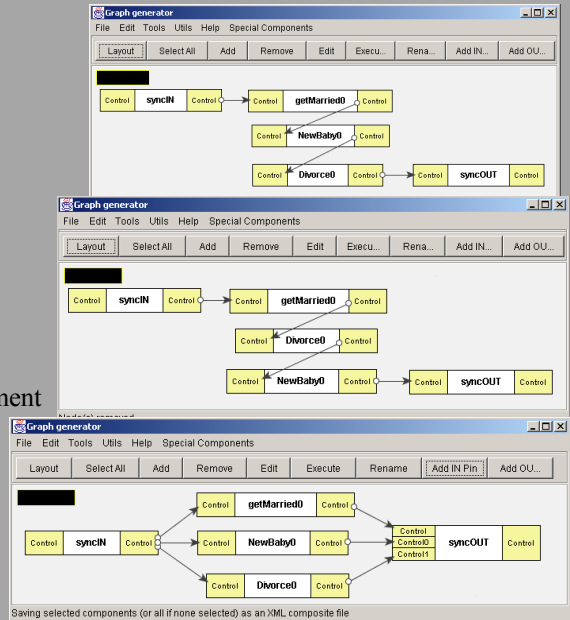 Graph generator
File Edit Tools Utils Help Special Components
Layout Select All Add Remove Edit Execu... Rena... Add IN... Add OU...
Control syncIN Control Control getMarried0 Control
Control NewBaby0 Control
Control Divorce0 Control Control syncOUT Control
Graph generator
File Edit Tools Utils Help Special Components
Layout Select All Add Remove Edit Execu... Rena... Add IN... Add OU...
Control syncIN Control Control getMarried0 Control
Control Divorce0 Control
Control NewBaby0 Control Control syncOUT Control
ment
Node(s) removed
Graph generator
File Edit Tools Utils Help Special Components
Layout Select All Add Remove Edit Execute Rename Add IN Pin Add OU...
Control getMarried0 Control
Control syncIN Control Control NewBaby0 Control Control Control0 Control1 syncOUT Control
Control Divorce0 Control
Saving selected components (or all if none selected) as an XML composite file